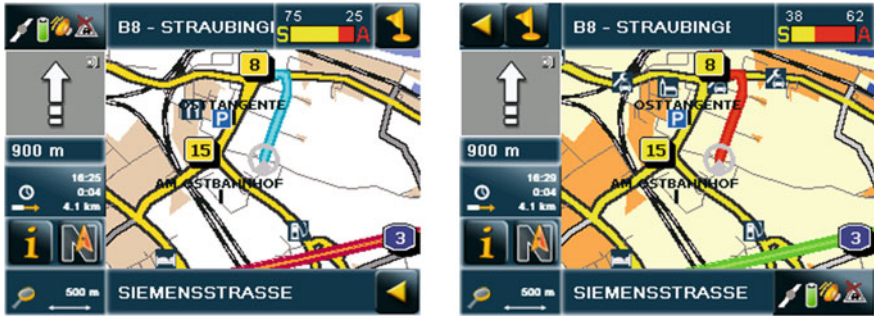 B8 - STRAUBINGE
75 25
S A
8
OSTTANGENTE
P
15
900 m
AM OSTBAHNHOF
16:25
0:04
4.1 km
i N
3
500 m
SIEMENSSTRASSE
B8 - STRAUBINGE
38 62
S A
8
OSTTANGENTE
P
15
900 m
AM OSTBAHNHOF
16:29
0:04
4.1 km
i N
3
500 m
SIEMENSSTRASSE